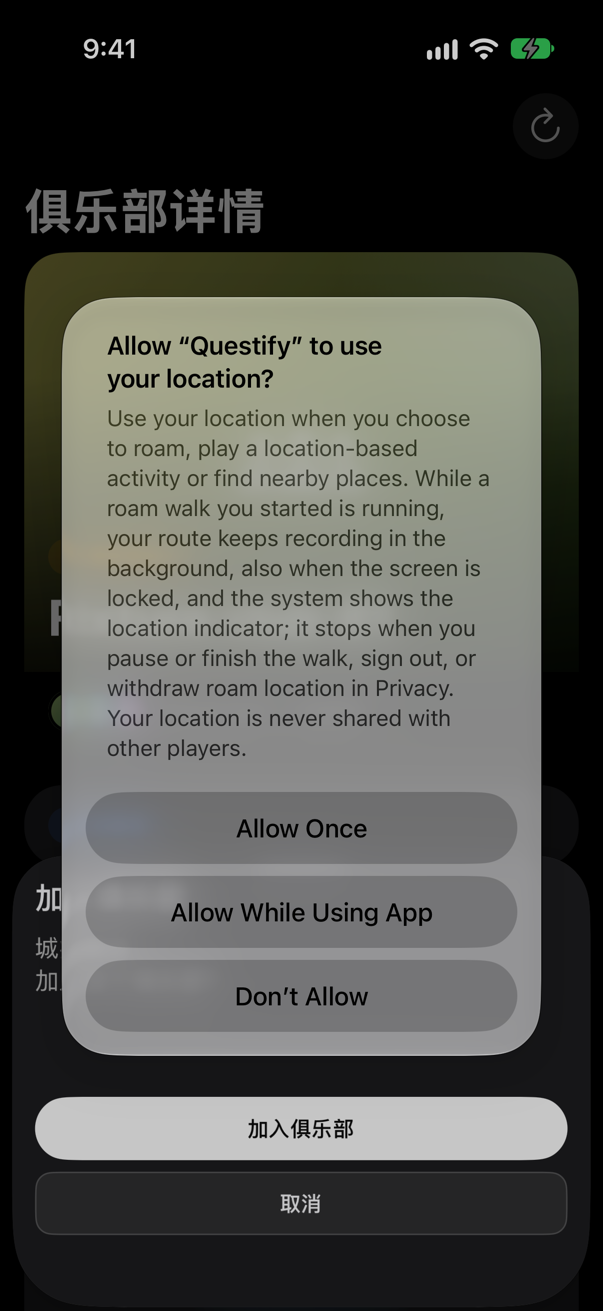 9:41
俱乐部详情
Allow “Questify” to use
your location?
Use your location when you choose
to roam, play a location-based
activity or find nearby places. While a
roam walk you started is running,
your route keeps recording in the
background, also when the screen is
locked, and the system shows the
location indicator; it stops when you
pause or finish the walk, sign out, or
withdraw roam location in Privacy.
Your location is never shared with
other players.
Allow Once
Allow While Using App
Don’t Allow
加入俱乐部
取消